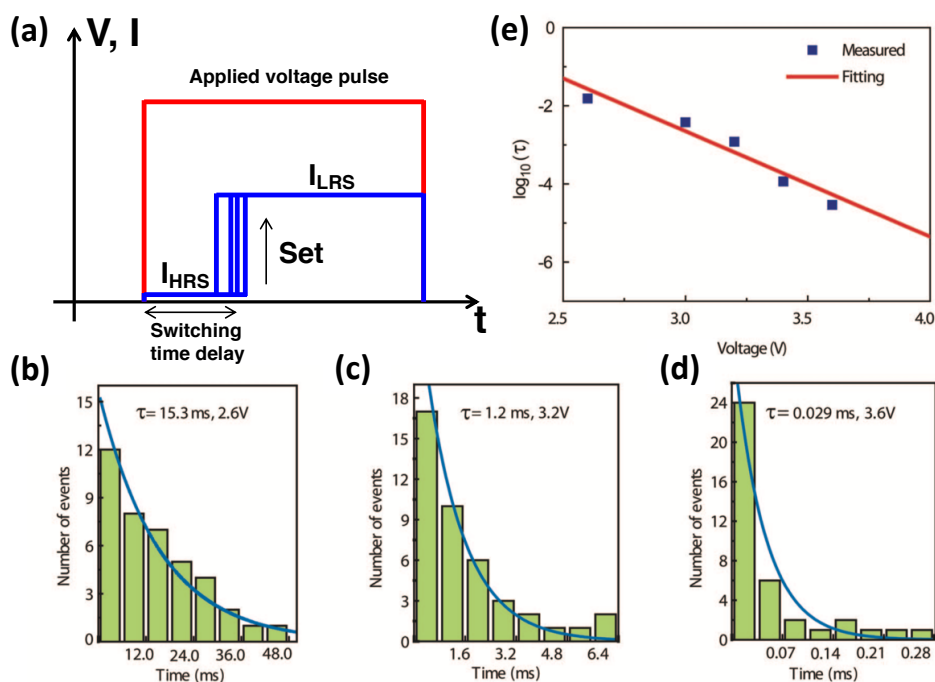 (a)
V, I
Applied voltage pulse
I_LRS
Set
I_HRS
t
Switching
time delay
(e)
Measured
Fitting
log10 (τ)
0
-2
-4
-6
2.5 3.0 3.5 4.0
Voltage (V)
(b)
τ= 15.3 ms, 2.6V
Number of events
15
12
9
6
3
0
12.0 24.0 36.0 48.0
Time (ms)
(c)
τ= 1.2 ms, 3.2V
Number of events
18
15
12
9
6
3
0
1.6 3.2 4.8 6.4
Time (ms)
(d)
τ= 0.029 ms, 3.6V
Number of events
24
20
16
12
8
4
0
0.07 0.14 0.21 0.28
Time (ms)